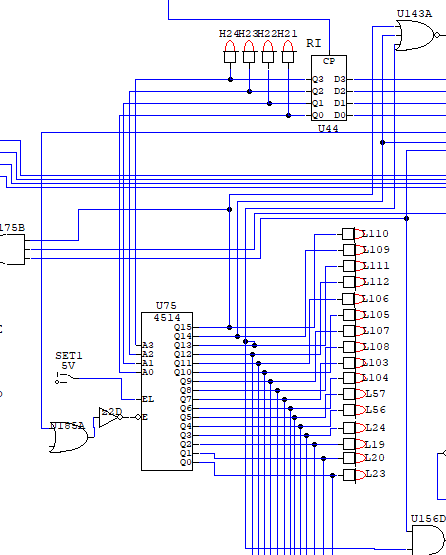 U143A
H24 H23 H22 H21
RI
CP
Q3 D3
Q2 D2
Q1 D1
Q0 D0
U44
175B
L110
L109
L111
L112
L106
L105
L107
L108
L103
L104
L57
L56
L24
L19
L20
L23
U75
4514
Q15
Q14
A3 Q13
A2 Q12
A1 Q11
A0 Q10
Q9
Q8
EL Q7
Q6
E Q5
Q4
Q3
Q2
Q1
Q0
SET1
5V
U185A
U156D